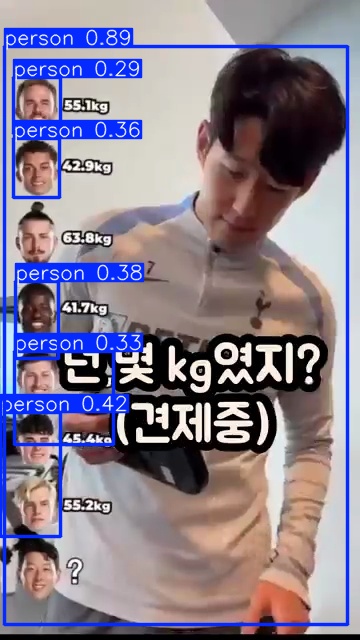 person 0.89
person 0.29
55.1kg
person 0.36
42.9kg
63.8kg
person 0.38
41.7kg
person 0.33
넌 몇 kg였지?
person 0.42
45.4kg
(견제중)
55.2kg
?